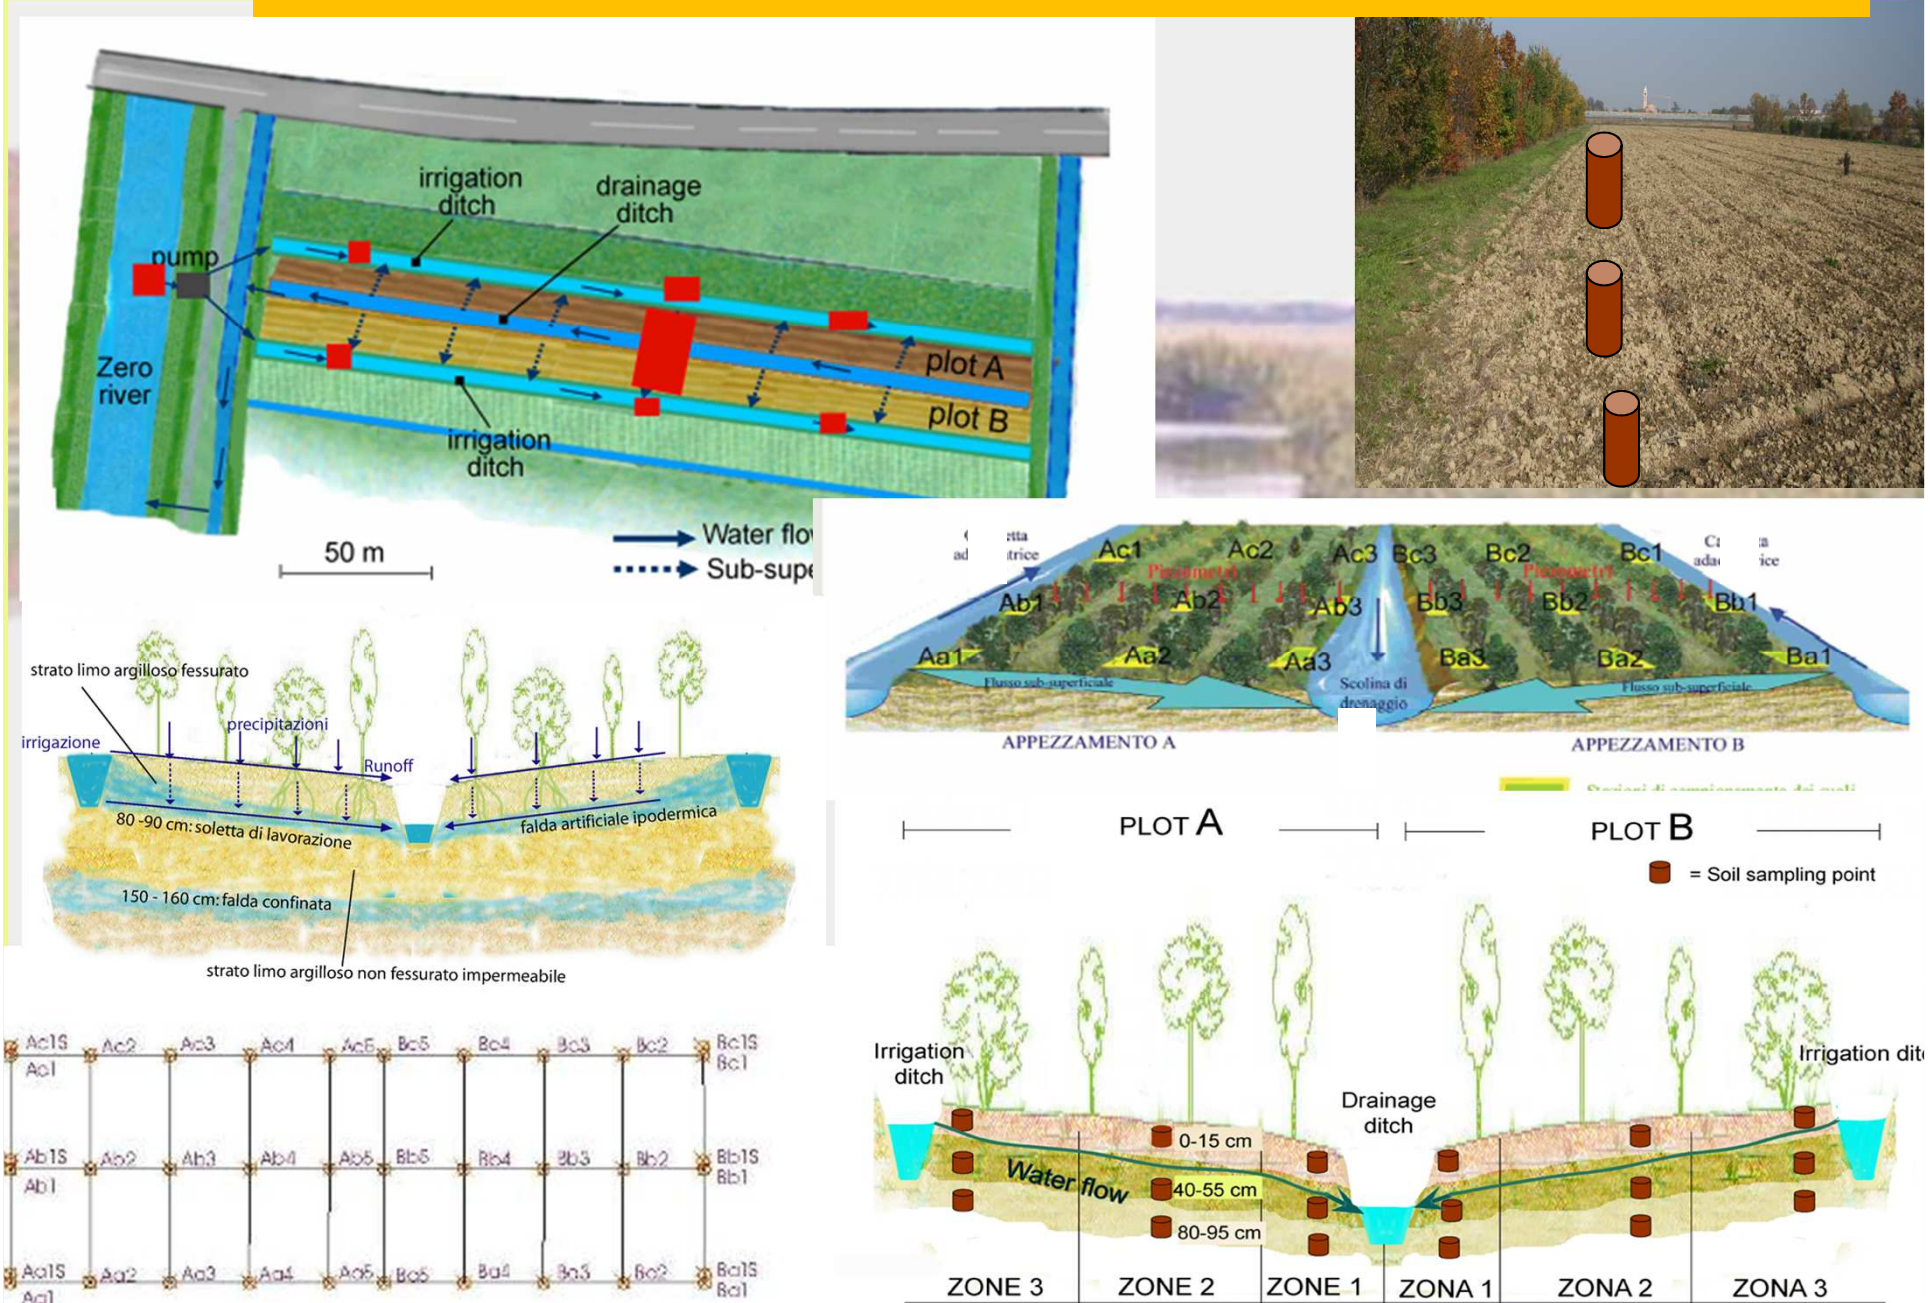 irrigation
ditch
drainage
ditch
pump
Zero
river
plot A
plot B
irrigation
ditch
50 m
Water flo
Sub-supe
Ac1
Ac2
Ac3
Bc3
Bc2
Bc1
Piezometri
Piezometri
Ab1
Ab2
Ab3
Bb3
Bb2
Bb1
Aa1
Aa2
Aa3
Ba3
Ba2
Ba1
Flusso sub-superficiale
Scolina di
drenaggio
Flusso sub-superficiale
APPEZZAMENTO A
APPEZZAMENTO B
strato limo argilloso fessurato
precipitazioni
irrigazione
Runoff
80 -90 cm: soletta di lavorazione
falda artificiale ipodermica
150 - 160 cm: falda confinata
strato limo argilloso non fessurato impermeabile
PLOT A
PLOT B
= Soil sampling point
Irrigation
ditch
Drainage
ditch
Irrigation dit
0-15 cm
Water flow
40-55 cm
80-95 cm
ZONE 3
ZONE 2
ZONE 1
ZONA 1
ZONA 2
ZONA 3
Ac1S
Ac2
Ac3
Ac4
Ac5
Bc5
Bc4
Bc3
Bc2
Bc1S
Ac1
Bc1
Ab1S
Ab2
Ab3
Ab4
Ab5
Bb5
Bb4
Bb3
Bb2
Bb1S
Ab1
Bb1
Aa1S
Aa2
Aa3
Aa4
Aa5
Ba5
Ba4
Ba3
Ba2
Ba1S
Aa1
Ba1